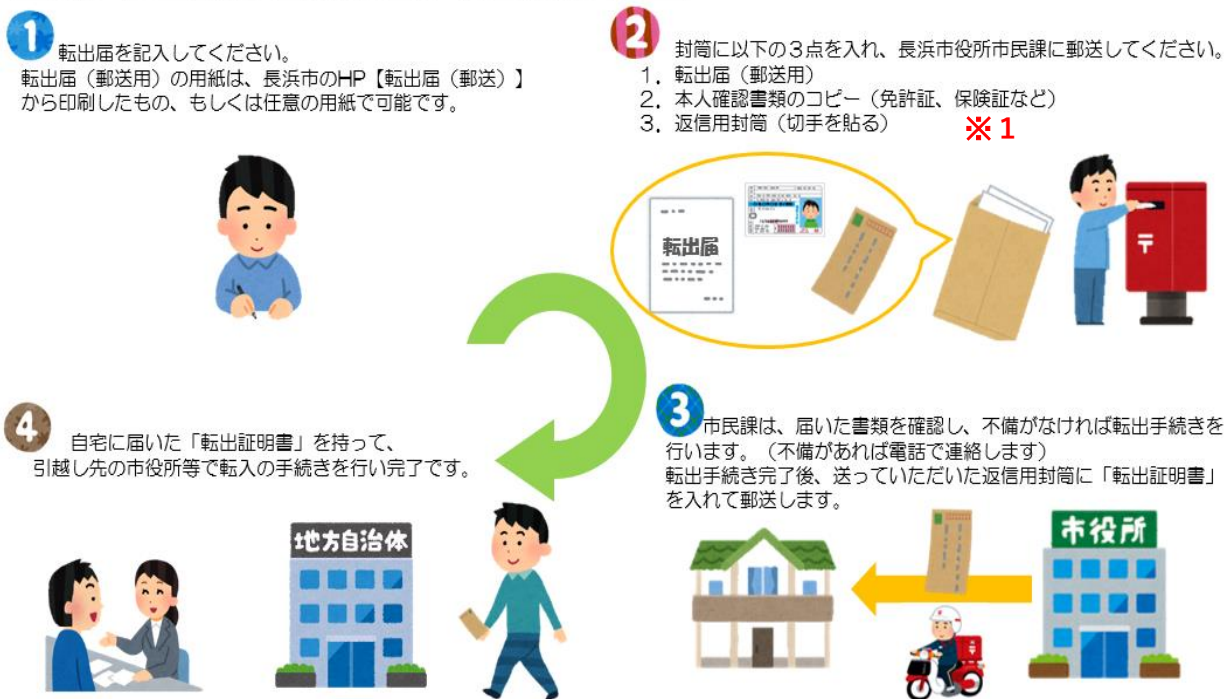 1
転出届を記入してください。
転出届（郵送用）の用紙は、長浜市のHP【転出届（郵送）】
から印刷したもの、もしくは任意の用紙で可能です。
2
封筒に以下の３点を入れ、長浜市役所市民課に郵送してください。
１．転出届（郵送用）
２．本人確認書類のコピー（免許証、保険証など）
３．返信用封筒（切手を貼る）
※１
転出届
〒
3
市民課は、届いた書類を確認し、不備がなければ転出手続きを
行います。（不備があれば電話で連絡します）
転出手続き完了後、送っていただいた返信用封筒に「転出証明書」
を入れて郵送します。
市役所
〒
4
自宅に届いた「転出証明書」を持って、
引越し先の市役所等で転入の手続きを行い完了です。
地方自治体